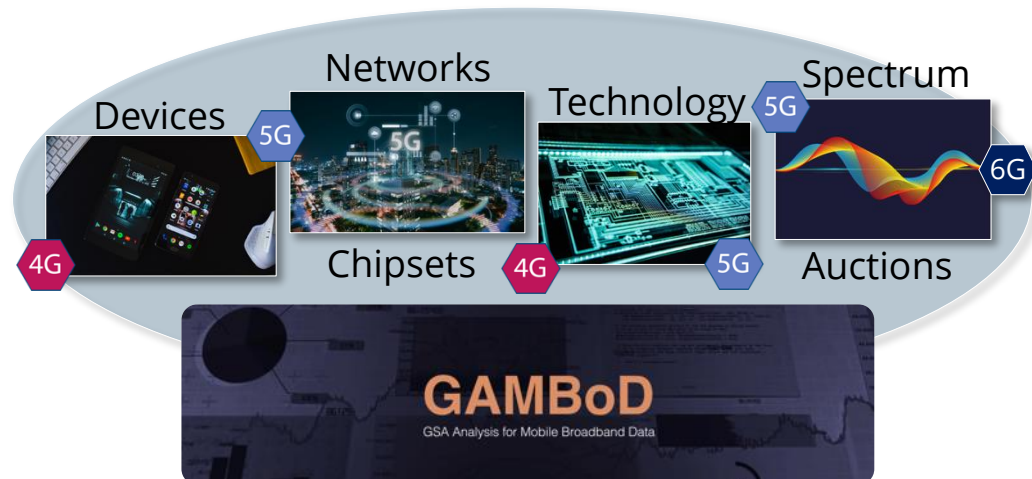 Networks
Spectrum
Devices
Technology
5G
5G
5G
6G
Chipsets
Auctions
4G
4G
5G
GAMBoD
GSA Analysis for Mobile Broadband Data